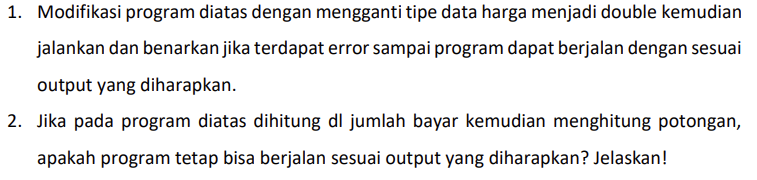 1. Modifikasi program diatas dengan mengganti tipe data harga menjadi double kemudian
jalankan dan benarkan jika terdapat error sampai program dapat berjalan dengan sesuai
output yang diharapkan.
2. Jika pada program diatas dihitung dl jumlah bayar kemudian menghitung potongan,
apakah program tetap bisa berjalan sesuai output yang diharapkan? Jelaskan!